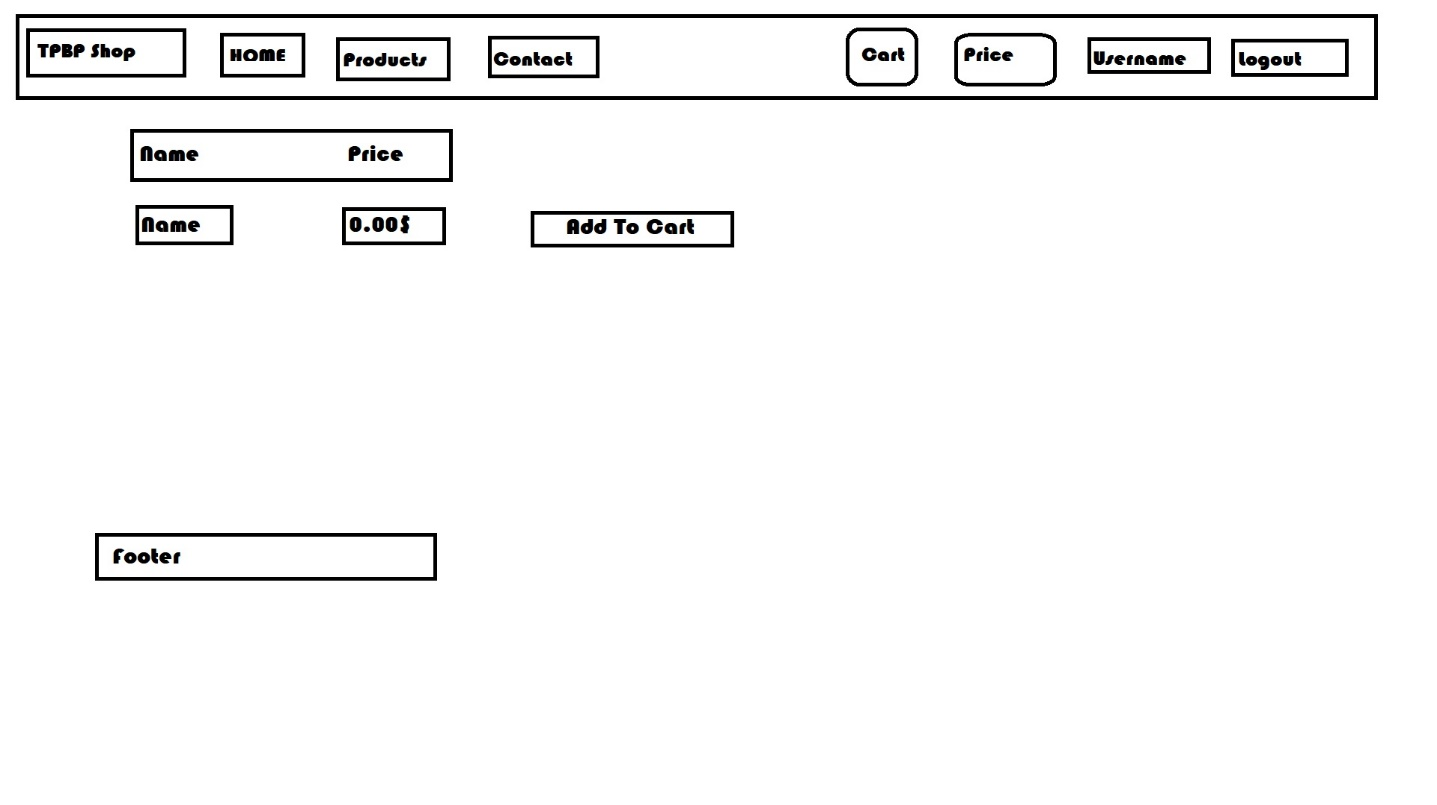 TPBP Shop HOME Products Contact Cart Price Username Logout
Name Price
Name 0.00$ Add To Cart
Footer